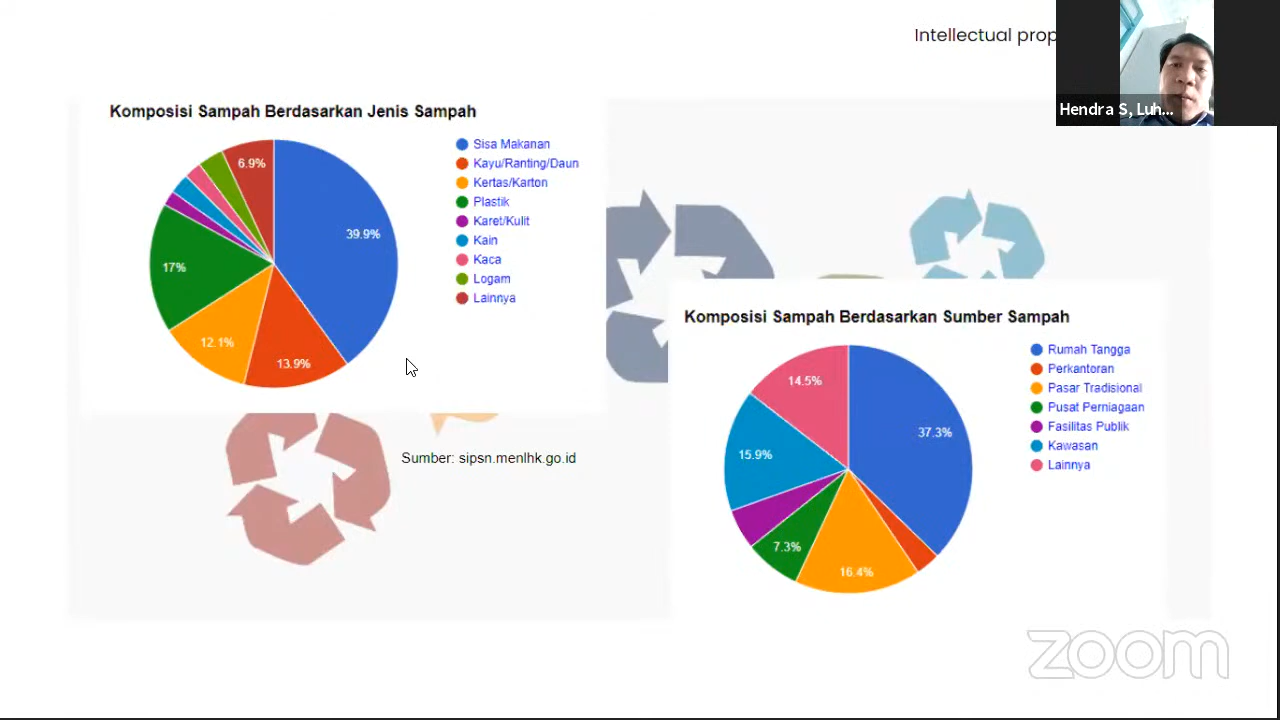 Intellectual prop
Hendra S, Luh...
Komposisi Sampah Berdasarkan Jenis Sampah
6.9%
39.9%
17%
12.1%
13.9%
Sisa Makanan
Kayu/Ranting/Daun
Kertas/Karton
Plastik
Karet/Kulit
Kain
Kaca
Logam
Lainnya
Komposisi Sampah Berdasarkan Sumber Sampah
14.5%
37.3%
15.9%
7.3%
16.4%
Rumah Tangga
Perkantoran
Pasar Tradisional
Pusat Perniagaan
Fasilitas Publik
Kawasan
Lainnya
Sumber: sipsn.menlhk.go.id
zoom